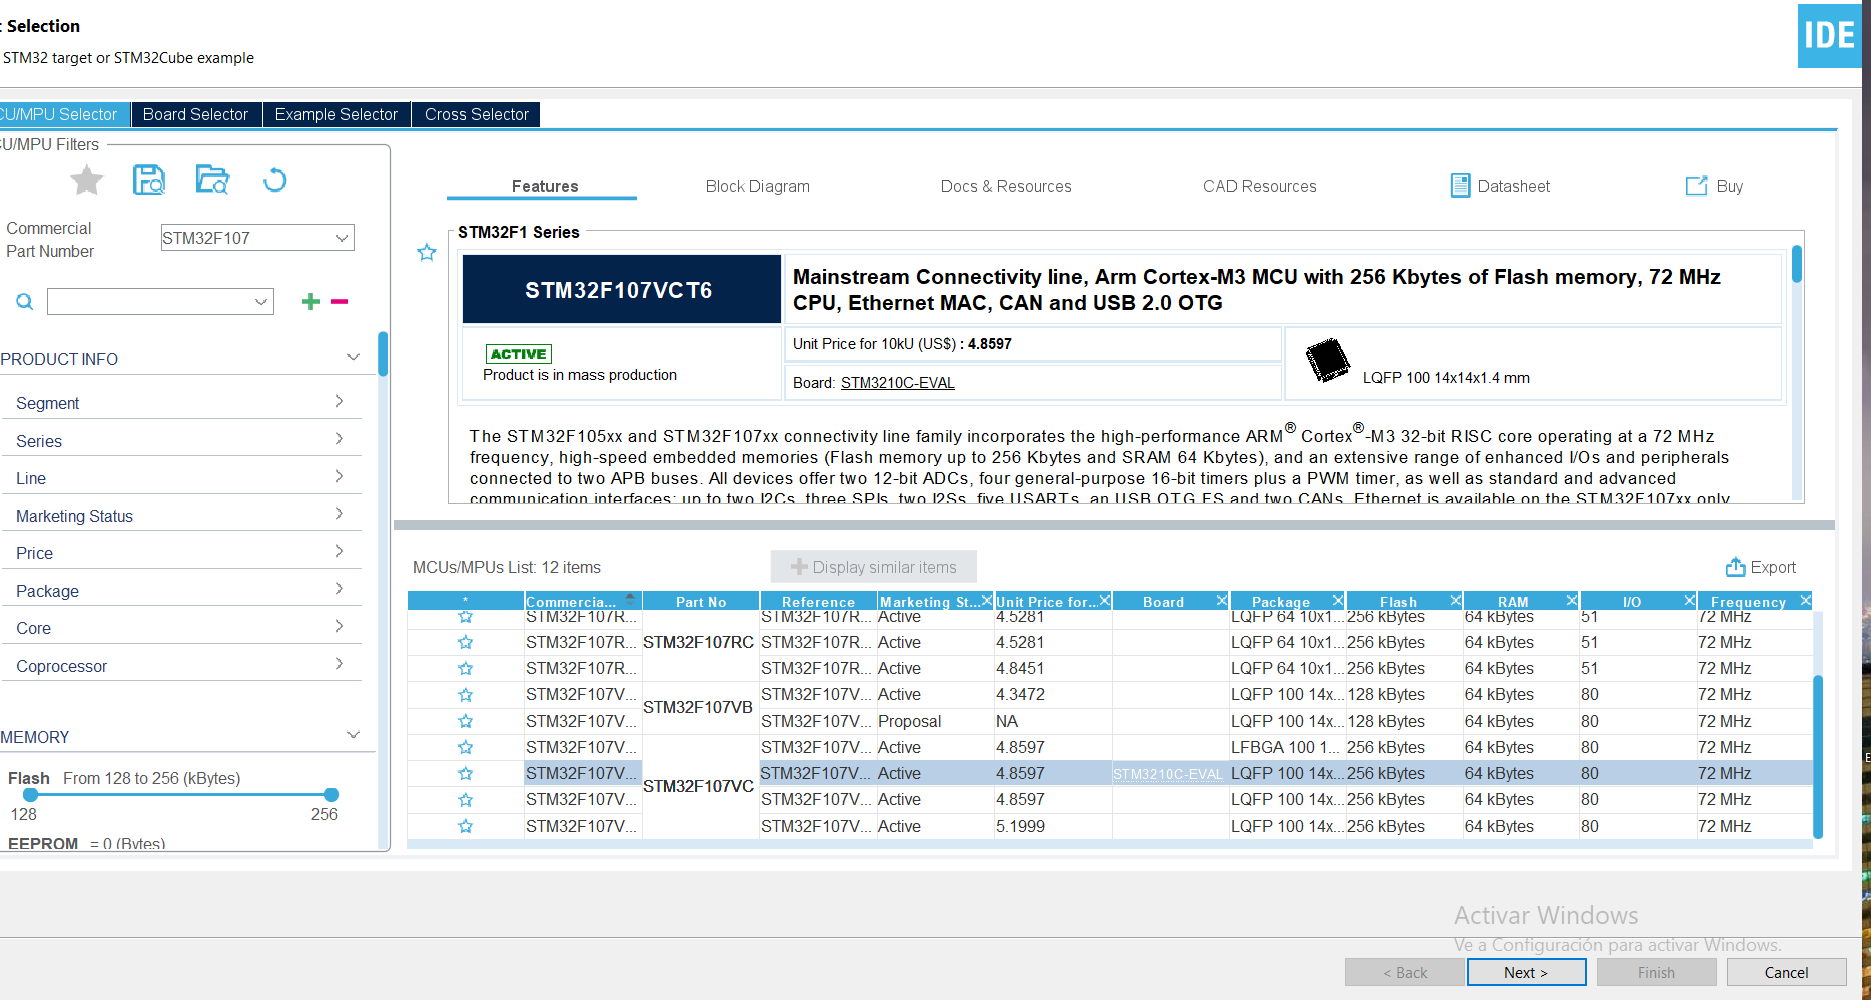 : Selection
STM32 target or STM32Cube example
IDE
CU/MPU Selector
Board Selector
Example Selector
Cross Selector
U/MPU Filters
Commercial
Part Number
STM32F107
PRODUCT INFO
Segment
Series
Line
Marketing Status
Price
Package
Core
Coprocessor
MEMORY
Flash From 128 to 256 (kBytes)
128 256
EEPROM = 0 (Bytes)
Features
Block Diagram
Docs & Resources
CAD Resources
Datasheet
Buy
STM32F1 Series
STM32F107VCT6
Mainstream Connectivity line, Arm Cortex-M3 MCU with 256 Kbytes of Flash memory, 72 MHz
CPU, Ethernet MAC, CAN and USB 2.0 OTG
ACTIVE
Product is in mass production
Unit Price for 10kU (US$) : 4.8597
Board: STM3210C-EVAL
LQFP 100 14x14x1.4 mm
The STM32F105xx and STM32F107xx connectivity line family incorporates the high-performance ARM® Cortex®-M3 32-bit RISC core operating at a 72 MHz
frequency, high-speed embedded memories (Flash memory up to 256 Kbytes and SRAM 64 Kbytes), and an extensive range of enhanced I/Os and peripherals
connected to two APB buses. All devices offer two 12-bit ADCs, four general-purpose 16-bit timers plus a PWM timer, as well as standard and advanced
communication interfaces: up to two I2Cs, three SPIs, two I2Ss, five USARTs, an USB OTG FS and two CANs. Ethernet is available on the STM32F107xx only.
MCUs/MPUs List: 12 items
Display similar items
Export
* Commercia... Part No Reference Marketing St... Unit Price for... Board Package Flash RAM I/O Frequency
STM32F107R... STM32F107R... Active 4.5281 LQFP 64 10x1... 256 kBytes 64 kBytes 51 72 MHz
STM32F107R... STM32F107RC STM32F107R... Active 4.5281 LQFP 64 10x1... 256 kBytes 64 kBytes 51 72 MHz
STM32F107R... STM32F107R... Active 4.8451 LQFP 64 10x1... 256 kBytes 64 kBytes 51 72 MHz
STM32F107V... STM32F107V... Active 4.3472 LQFP 100 14x... 128 kBytes 64 kBytes 80 72 MHz
STM32F107VB
STM32F107V... STM32F107V... Proposal NA LQFP 100 14x... 128 kBytes 64 kBytes 80 72 MHz
STM32F107V... STM32F107V... Active 4.8597 LFBGA 100 1... 256 kBytes 64 kBytes 80 72 MHz
STM32F107V... STM32F107V... Active 4.8597 STM3210C-EVAL LQFP 100 14x... 256 kBytes 64 kBytes 80 72 MHz
STM32F107VC
STM32F107V... STM32F107V... Active 4.8597 LQFP 100 14x... 256 kBytes 64 kBytes 80 72 MHz
STM32F107V... STM32F107V... Active 5.1999 LQFP 100 14x... 256 kBytes 64 kBytes 80 72 MHz
Activar Windows
Ve a Configuración para activar Windows.
< Back
Next >
Finish
Cancel